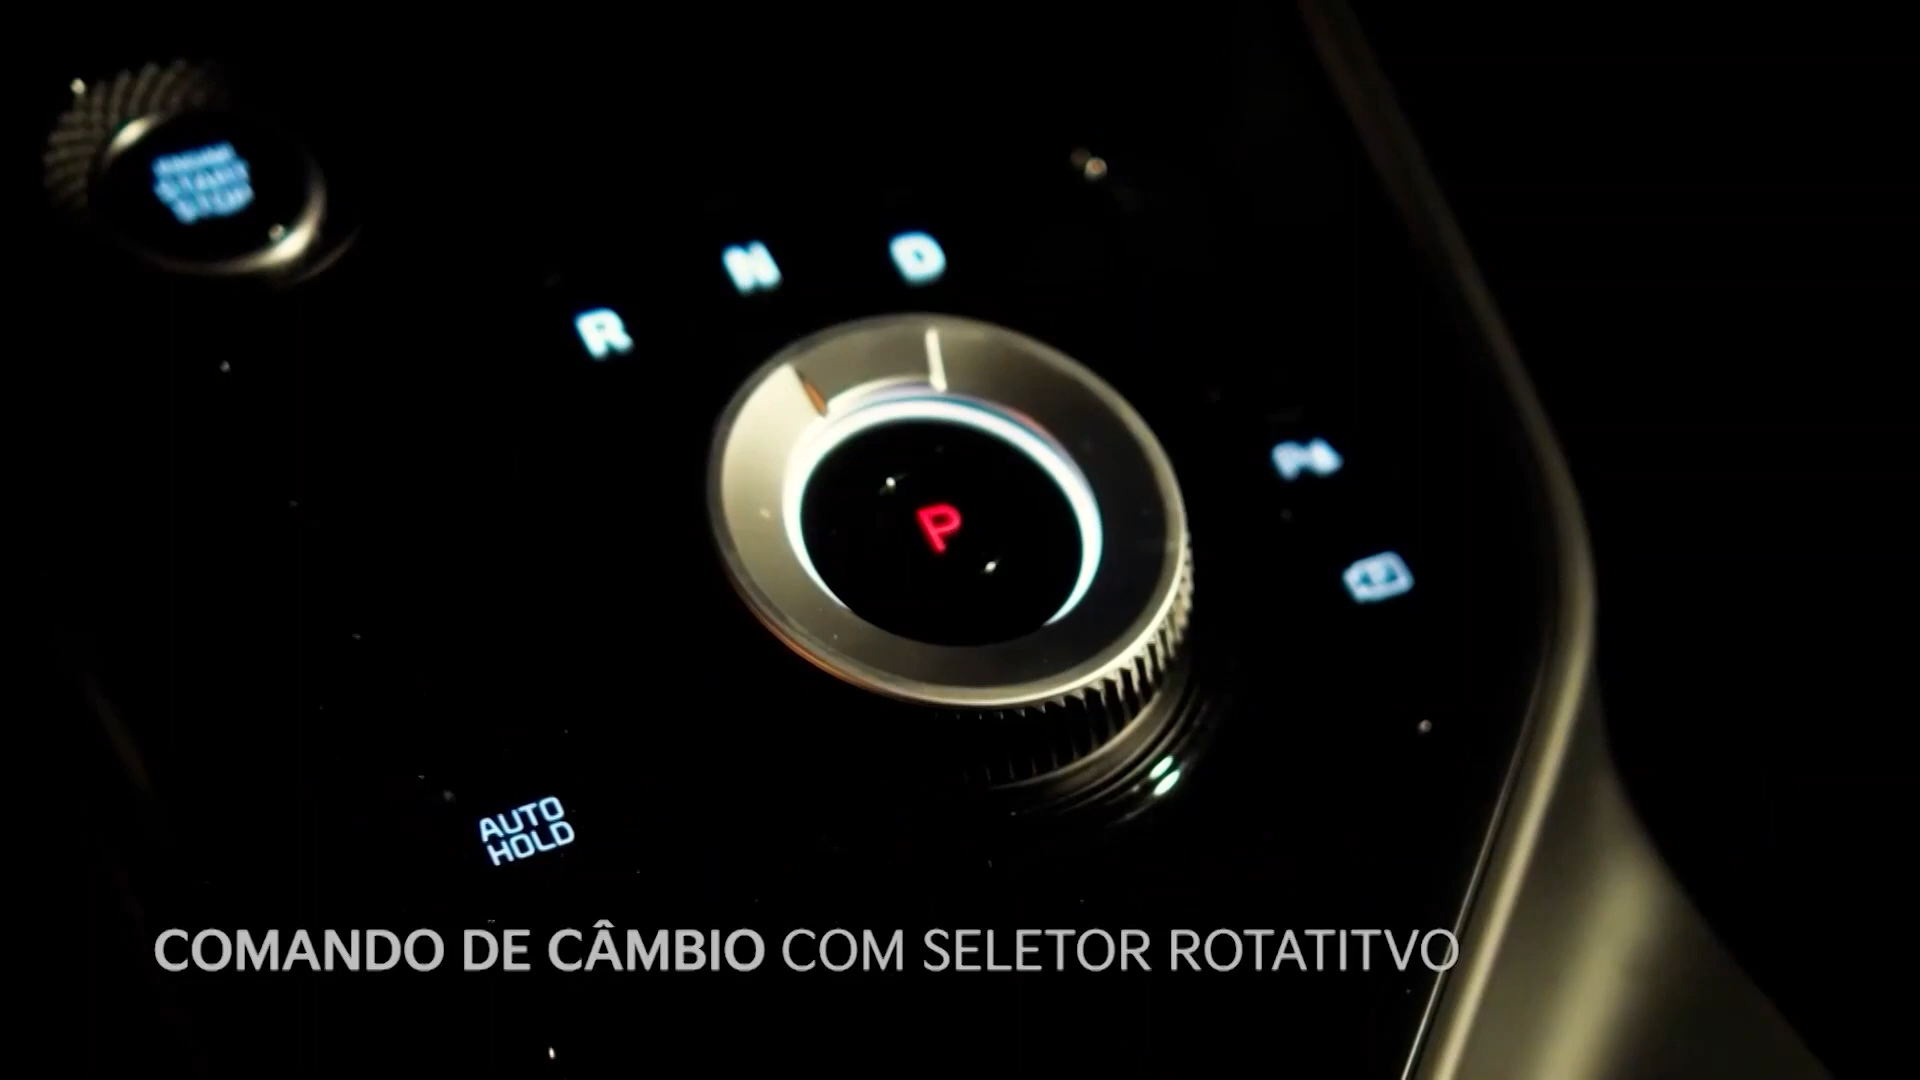 ENGINE
START
STOP
R N D
P
AUTO
HOLD
COMANDO DE CÂMBIO COM SELETOR ROTATITVO